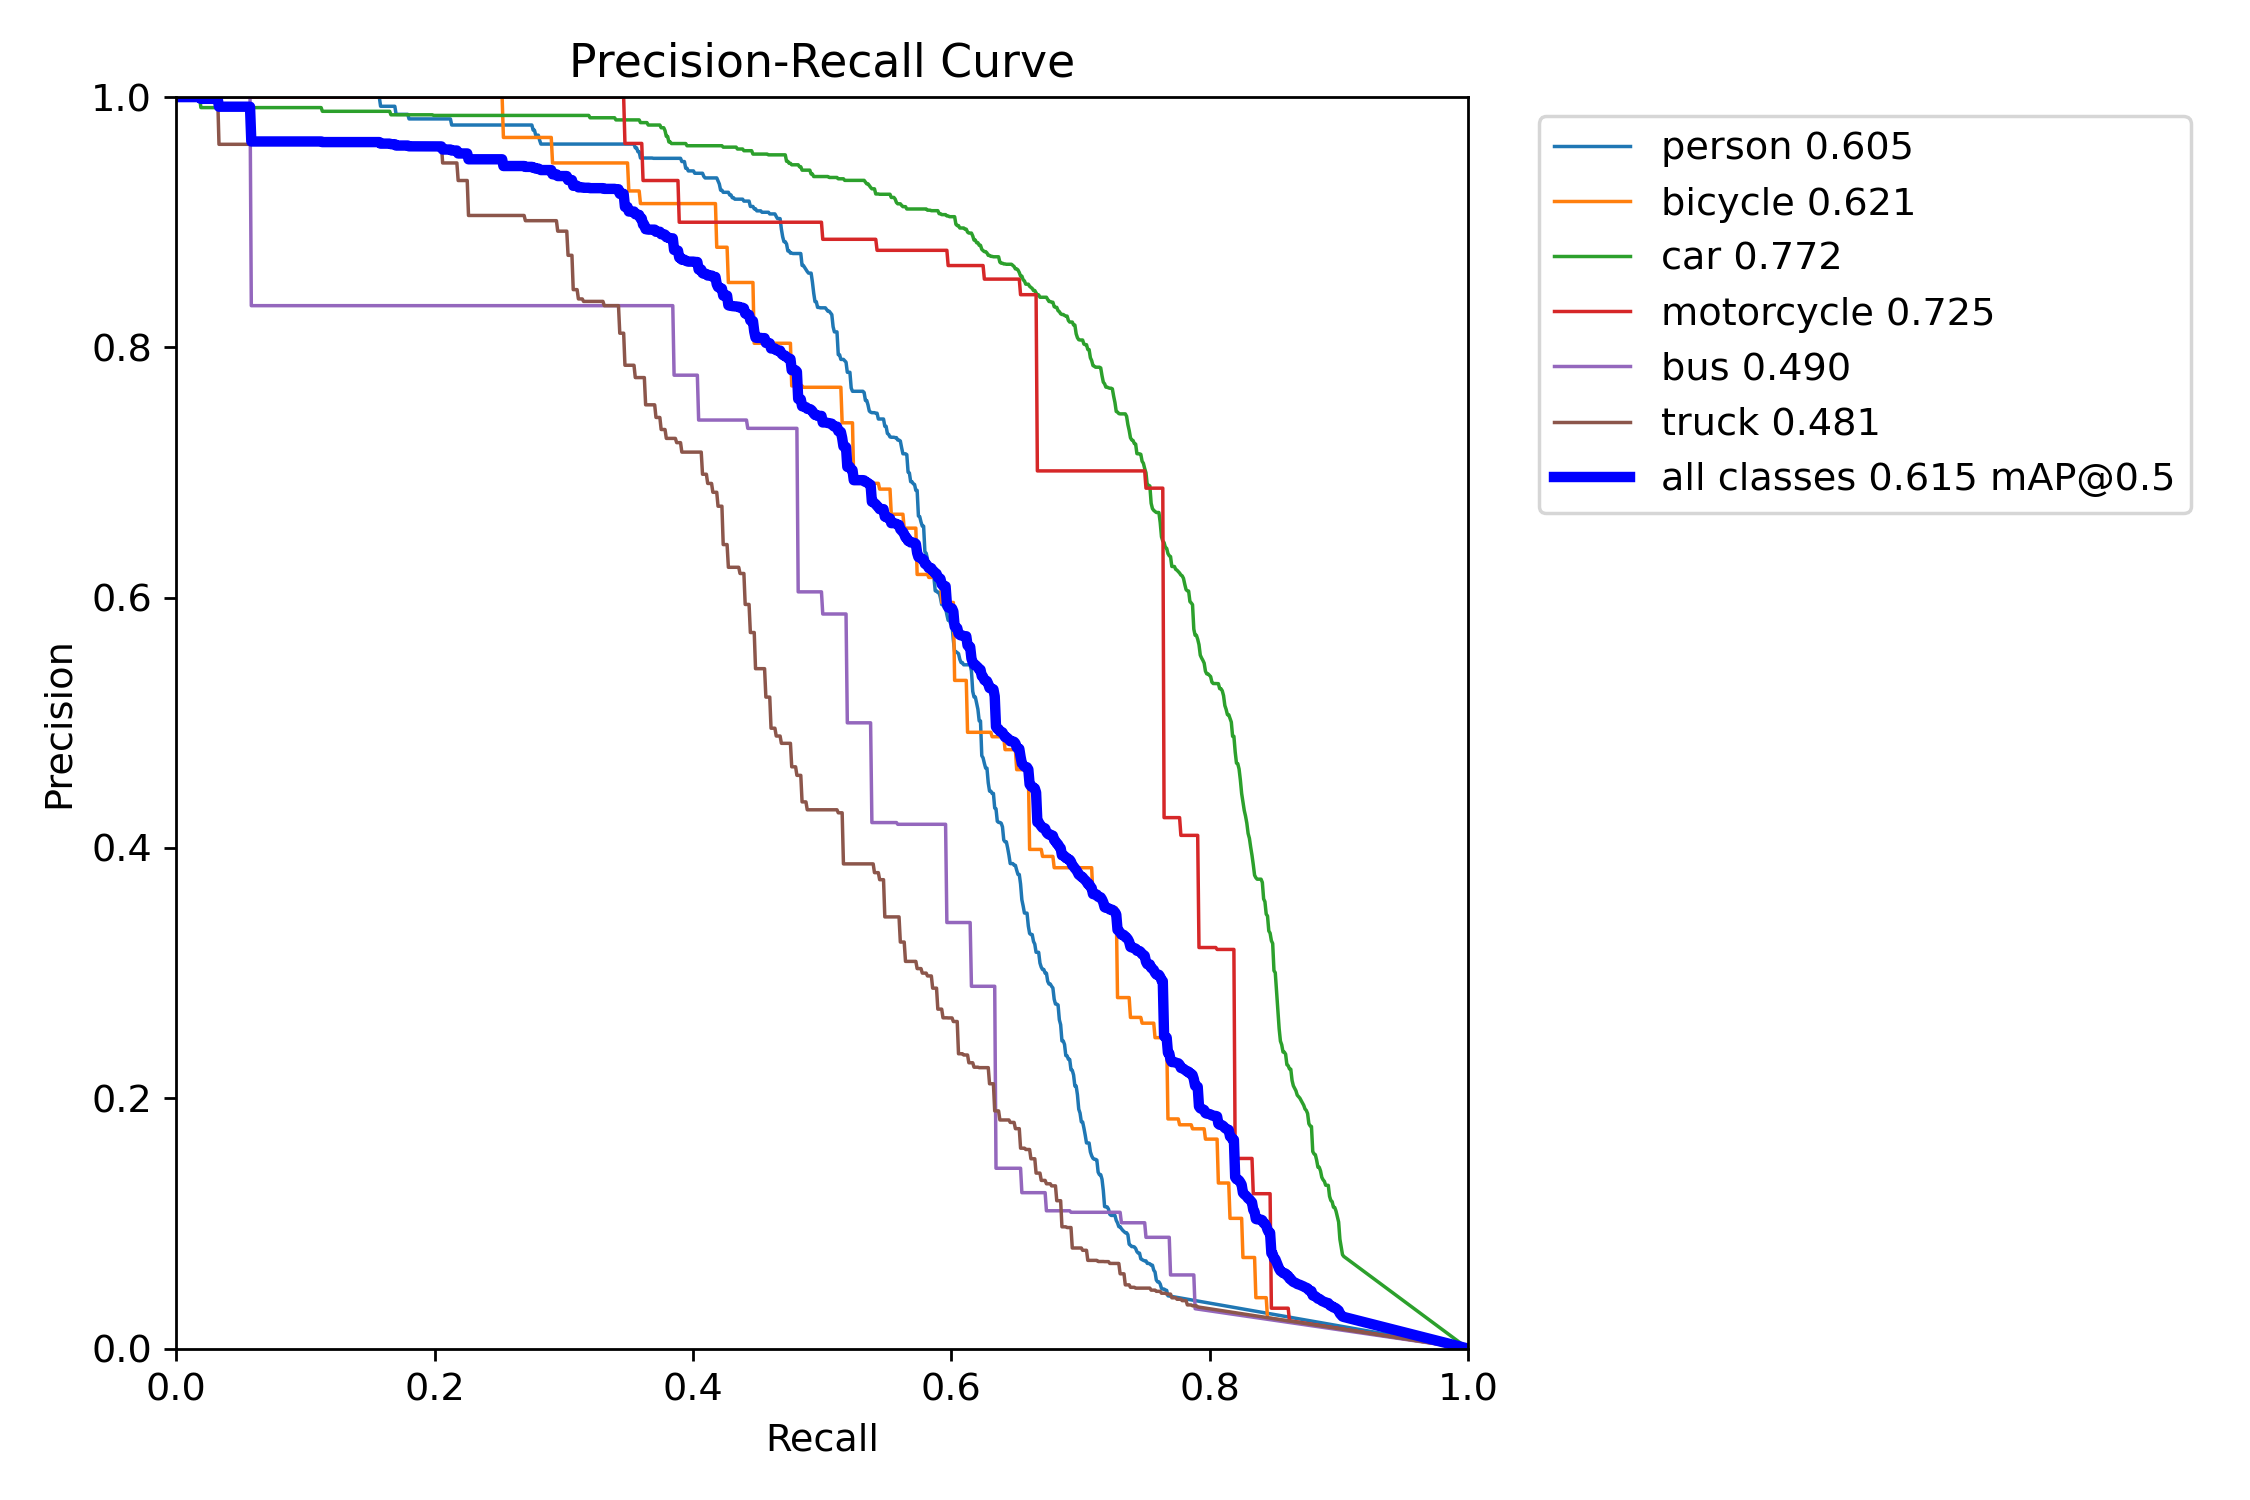 Precision-Recall Curve
1.0
0.8
0.6
0.4
0.2
0.0
Precision
0.0 0.2 0.4 0.6 0.8 1.0
Recall
person 0.605
bicycle 0.621
car 0.772
motorcycle 0.725
bus 0.490
truck 0.481
all classes 0.615 mAP@0.5